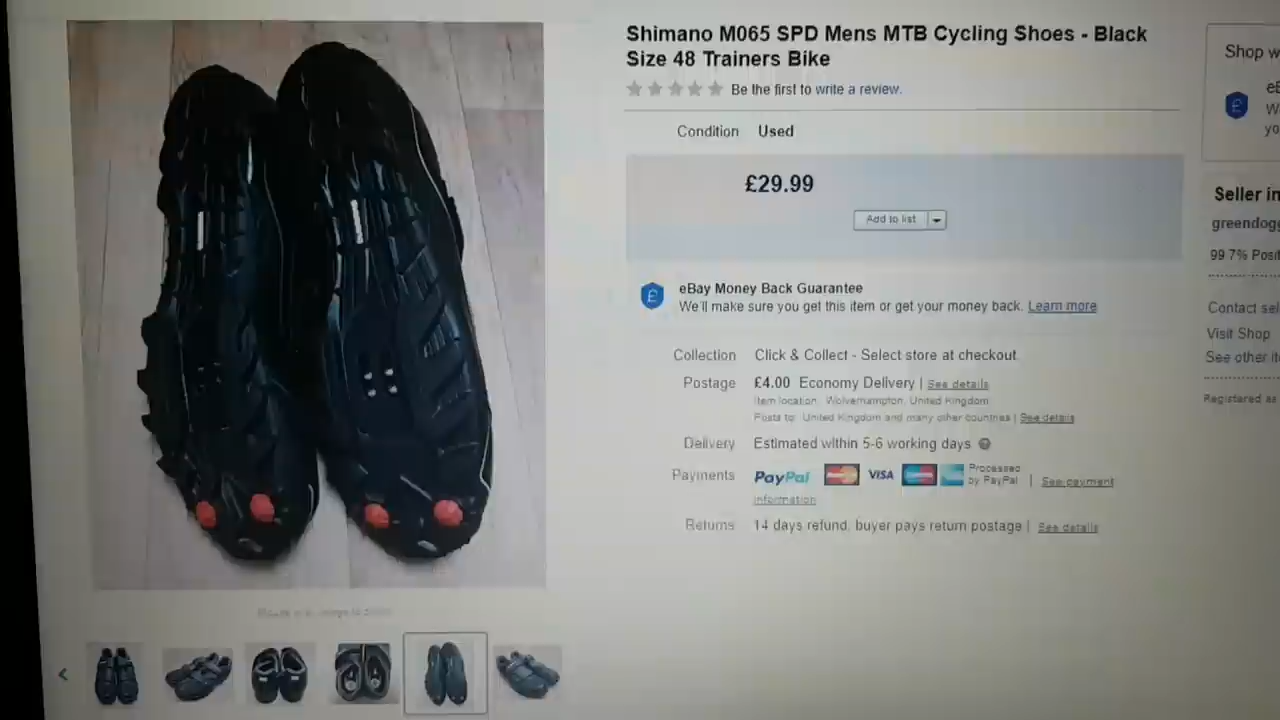 Shimano M065 SPD Mens MTB Cycling Shoes - Black
Size 48 Trainers Bike
Be the first to write a review.
Condition Used
£29.99
Add to list
eBay Money Back Guarantee
We'll make sure you get this item or get your money back. Learn more
Collection Click & Collect - Select store at checkout.
Postage £4.00 Economy Delivery | See details
Item location: Wolverhampton, United Kingdom
Posts to: United Kingdom and many other countries | See details
Delivery Estimated within 5-6 working days
Payments PayPal VISA Processed by PayPal | See payment
information
Returns 14 days refund, buyer pays return postage | See details
Shop w
eB
W
yo
Seller in
greendogg
99.7% Posit
Contact sel
Visit Shop
See other it
Registered as